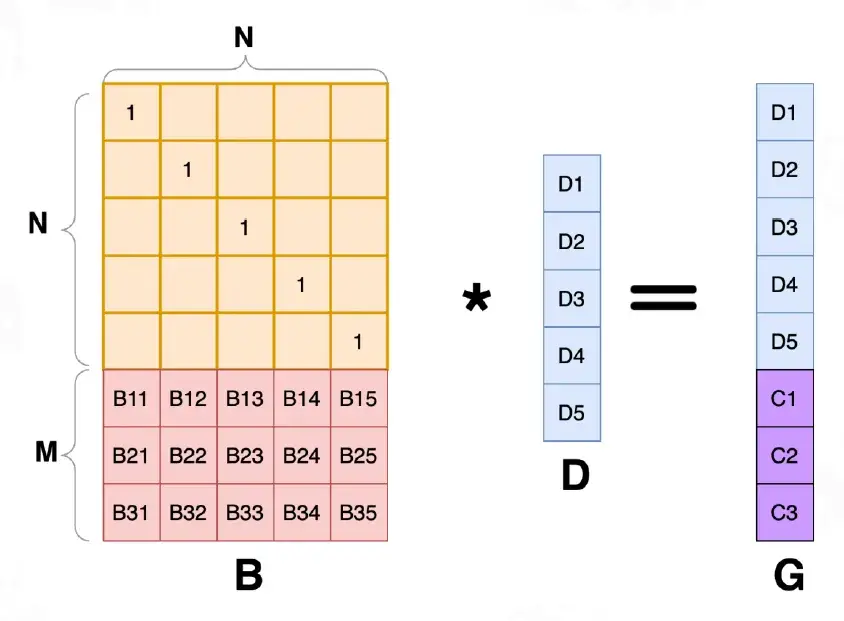 N
1
1
N
1
1
1
B11 B12 B13 B14 B15
M
B21 B22 B23 B24 B25
B31 B32 B33 B34 B35
B
*
D1
D2
D3
D4
D5
D
=
D1
D2
D3
D4
D5
C1
C2
C3
G